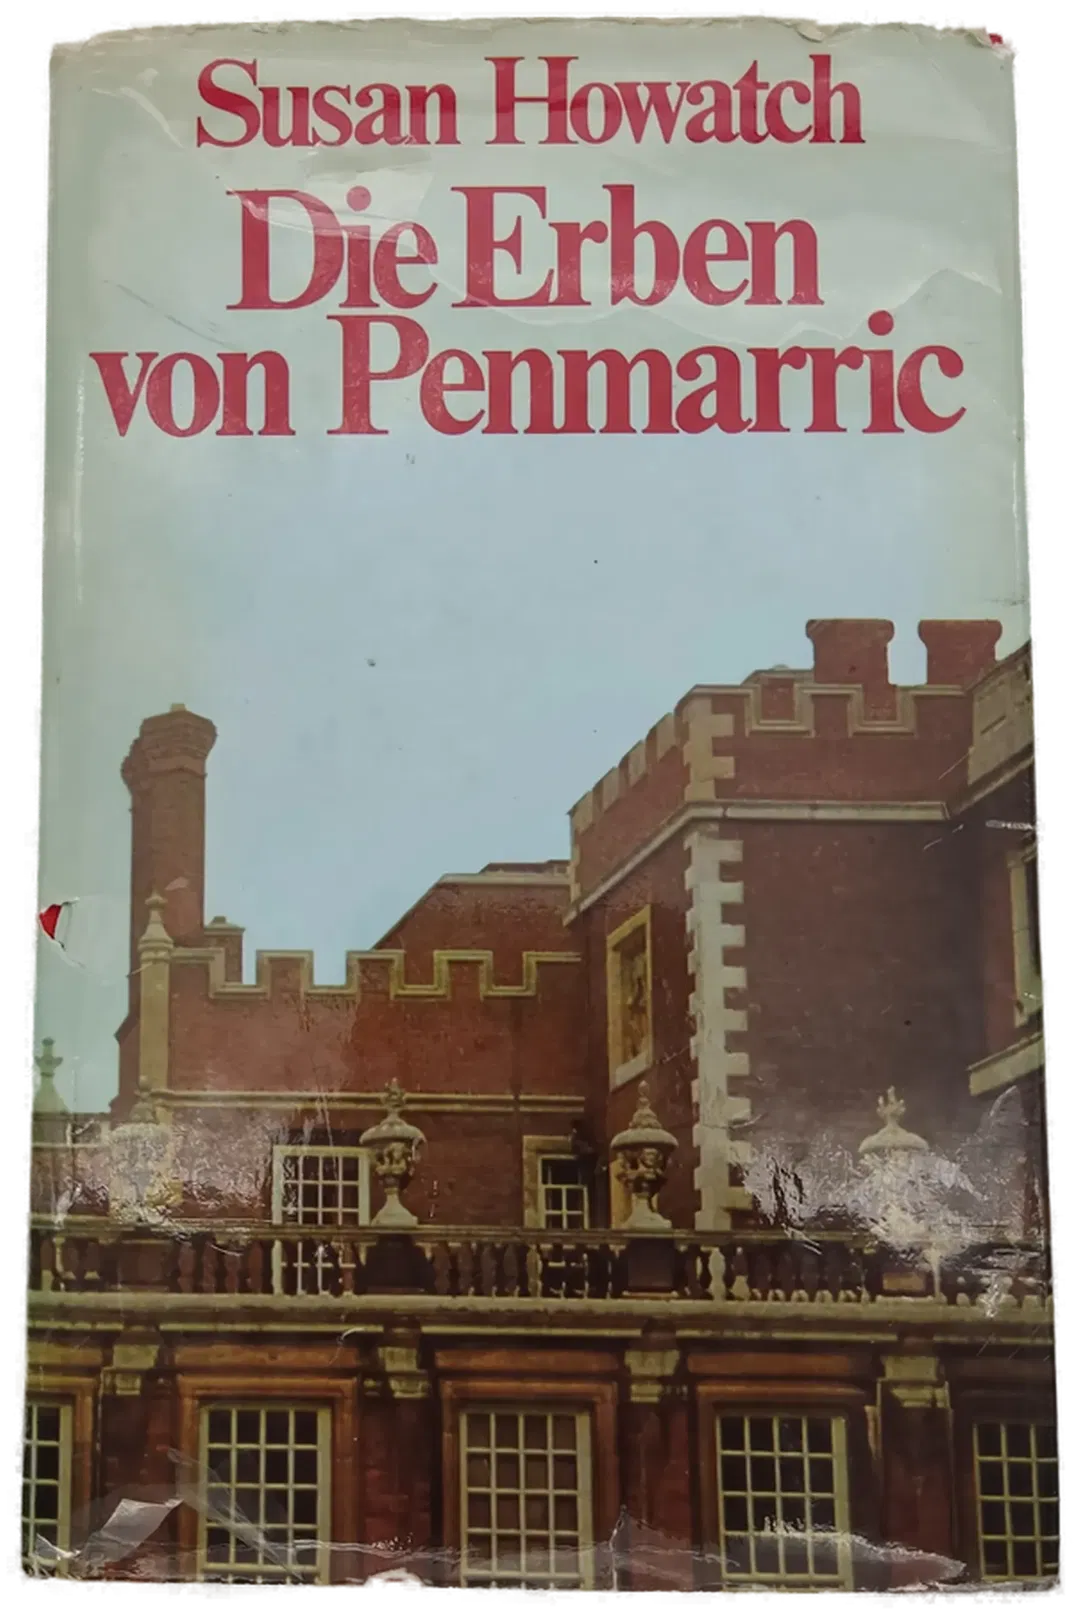 Susan Howatch
Die Erben
von Penmarric